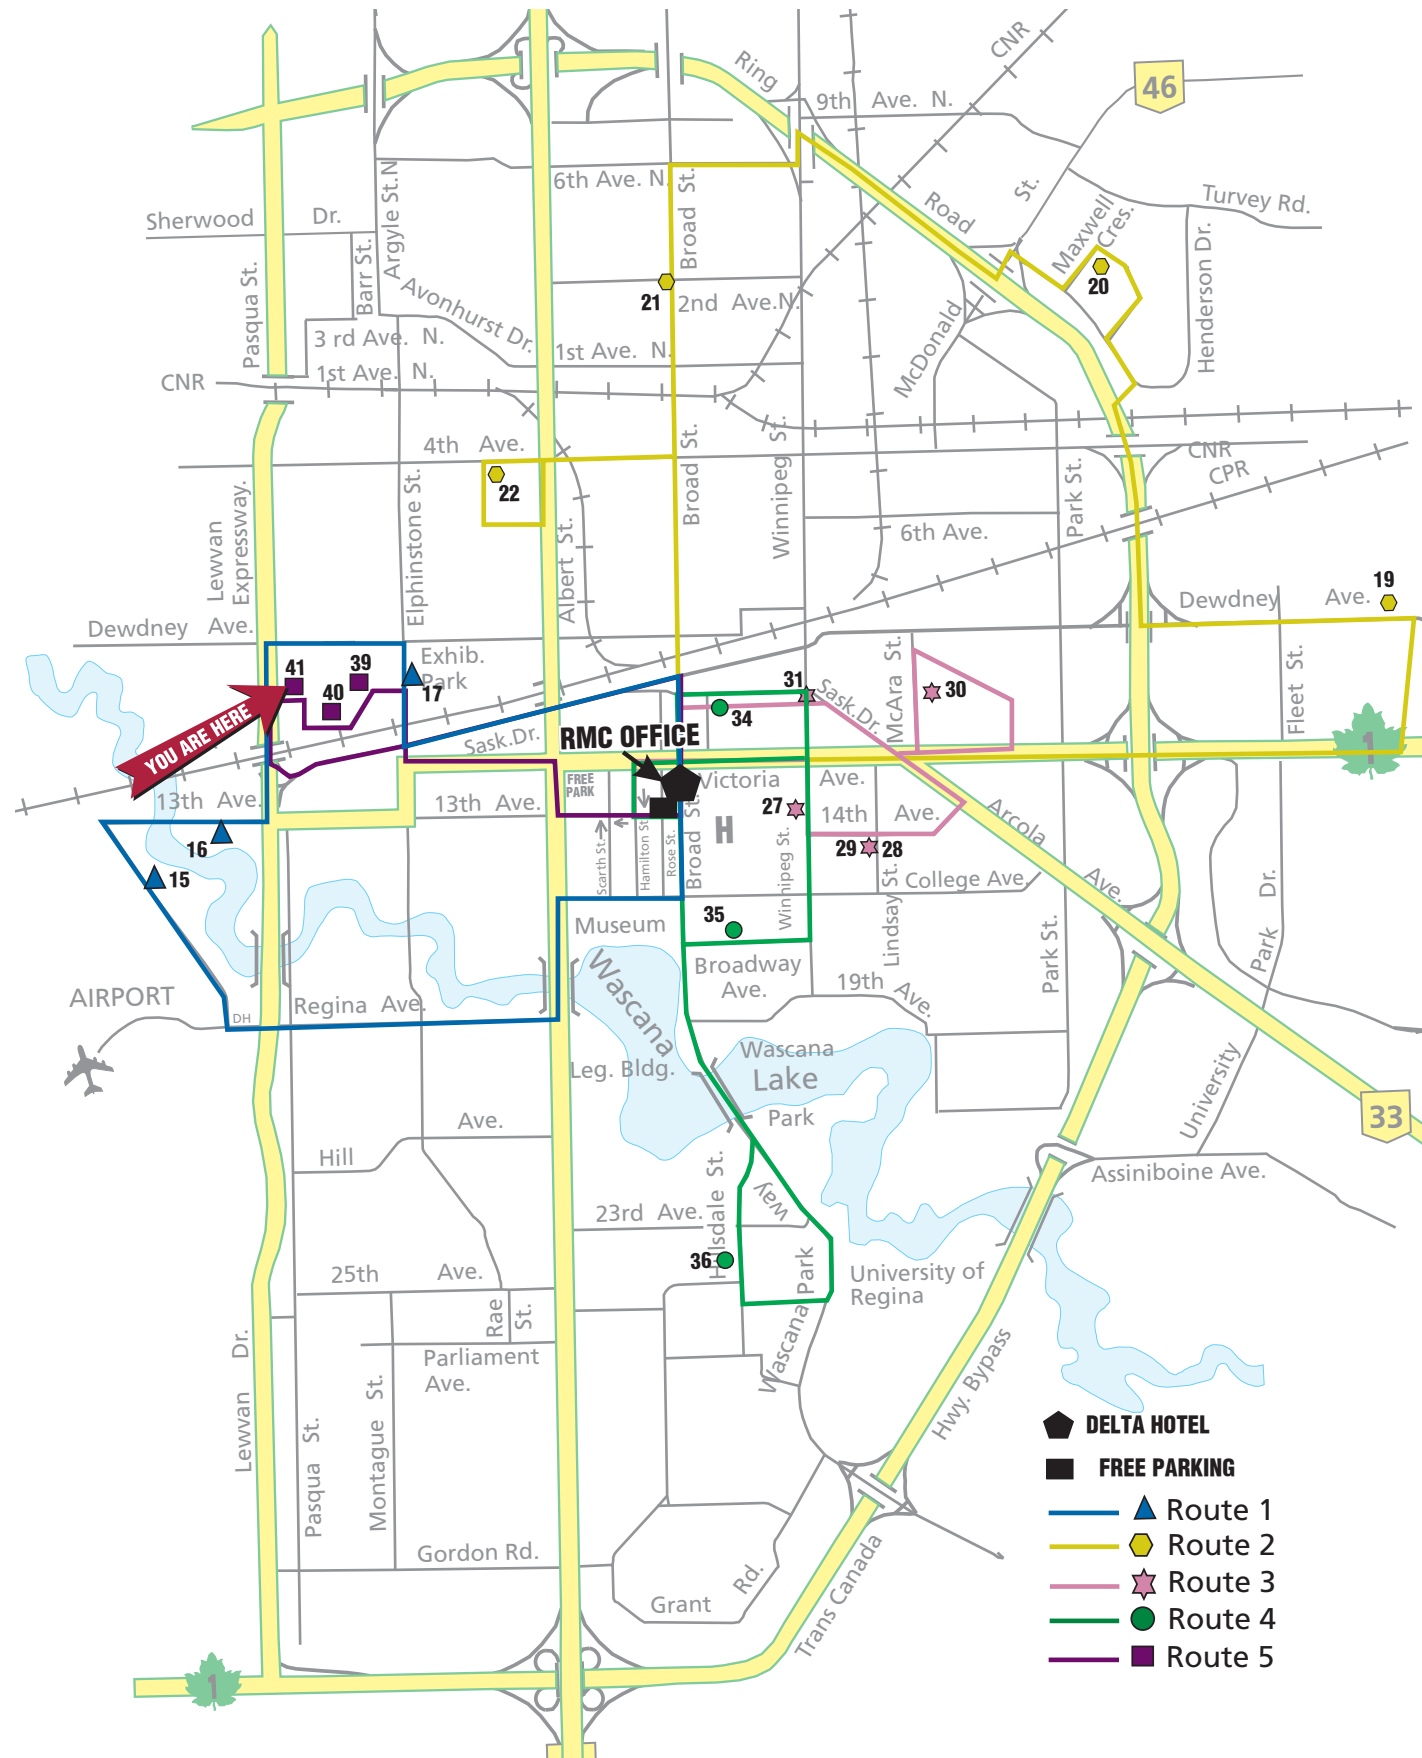 CNR
Ring
46
9th Ave. N.
6th Ave. N.
Argyle St.N
Broad St.
St.
Turvey Rd.
Sherwood Dr.
Road
Maxwell
Cres.
Barr St.
Pasqua St.
20
Henderson Dr.
Avonhurst Dr.
21
2nd Ave.N.
3 rd Ave. N.
1st Ave. N.
McDonald
CNR
1st Ave. N.
4th Ave.
Broad St.
Winnipeg St.
CNR
CPR
22
Park St.
Elphinstone St.
Lewvan
Expressway.
Albert St.
6th Ave.
19
Dewdney Ave.
Dewdney Ave.
Exhib.
Park
41
39
40
17
31
Sask.Dr.
McAra St.
30
Fleet St.
34
YOU ARE HERE
Sask.Dr.
RMC OFFICE
1
FREE
PARK
Victoria Ave.
13th Ave.
13th Ave.
27
14th Ave.
Arcola Ave.
16
H
29
28
15
Scarth St.
Hamilton St.
Rose St.
Broad St.
Winnipeg St.
Lindsay St.
College Ave
Park Dr.
35
Museum
Park St.
Broadway
Ave.
19th Ave.
AIRPORT
Regina Ave.
DH
Wascana
Leg. Bldg.
Wascana
Lake
Park
University
33
Ave.
Hill
Assiniboine Ave.
Hillsdale St.
Way
23rd Ave.
36
25th Ave.
University of
Regina
Wascana Park
Rae St.
Lewvan Dr.
Parliament
Ave.
Hwy. Bypass
Pasqua St.
Montague St.
DELTA HOTEL
FREE PARKING
Route 1
Route 2
Gordon Rd.
Route 3
Grant Rd.
Route 4
Trans Canada
Route 5
1